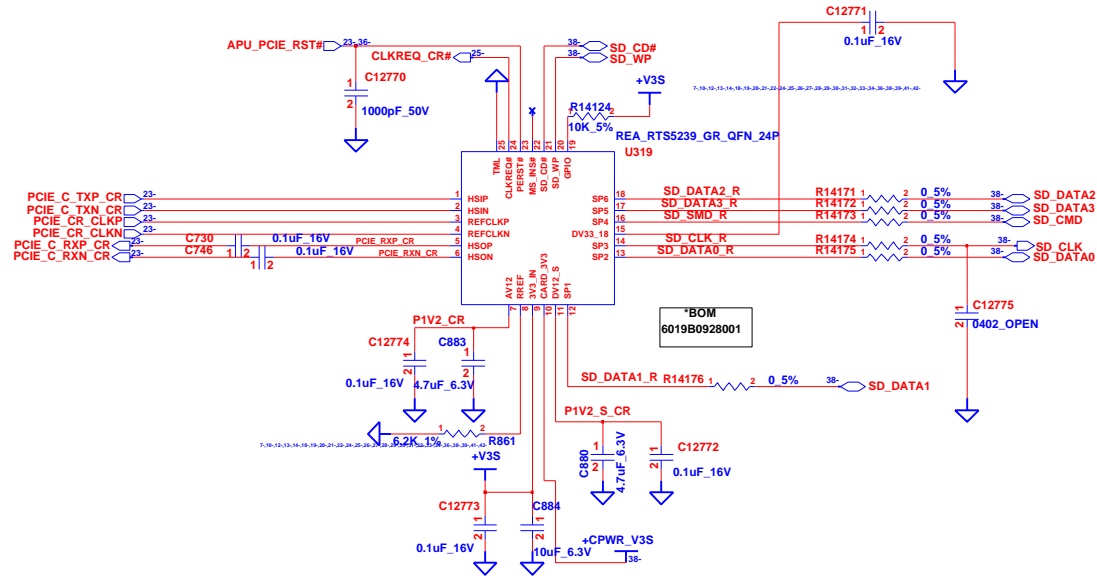 C12771
1 2
0.1uF_16V
APU_PCIE_RST#
23-,36-
CLKREQ_CR#
25-
38-
SD_CD#
38-
SD_WP
C12770
1
2
1000pF_50V
+V3S
R14124
1 2
10K_5%
REA_RTS5239_GR_QFN_24P
U319
25 24 23 22 21 20 19
TML
CLKREQ#
PERST#
MS_INS#
SD_CD#
SD_WP
GPIO
PCIE_C_TXP_CR
23-
1
HSIP
PCIE_C_TXN_CR
23-
2
HSIN
PCIE_CR_CLKP
23-
3
REFCLKP
PCIE_CR_CLKN
23-
4
REFCLKN
PCIE_C_RXP_CR
23-
C730
1 2
0.1uF_16V
PCIE_RXP_CR
5
HSOP
PCIE_C_RXN_CR
23-
C746
1 2
0.1uF_16V
PCIE_RXN_CR
6
HSON
SP6
18
SD_DATA2_R
R14171
1 2
0_5%
38-
SD_DATA2
SP5
17
SD_DATA3_R
R14172
1 2
0_5%
38-
SD_DATA3
SP4
16
SD_SMD_R
R14173
1 2
0_5%
38-
SD_CMD
DV33_18
15
SP3
14
SD_CLK_R
R14174
1 2
0_5%
38-
SD_CLK
SP2
13
SD_DATA0_R
R14175
1 2
0_5%
38-
SD_DATA0
AV12
RREF
3V3_IN
CARD_3V3
DV12_S
SP1
7 8 9 10 11 12
*BOM
6019B0928001
C12775
1
2
0402_OPEN
P1V2_CR
C12774
1
2
0.1uF_16V
C883
1
2
4.7uF_6.3V
SD_DATA1_R
R14176
1 2
0_5%
38-
SD_DATA1
P1V2_S_CR
C880
1
2
4.7uF_6.3V
C12772
1
2
0.1uF_16V
1 2
6.2K_1%
R861
+V3S
C12773
1
2
0.1uF_16V
C884
1
2
10uF_6.3V
+CPWR_V3S
38-